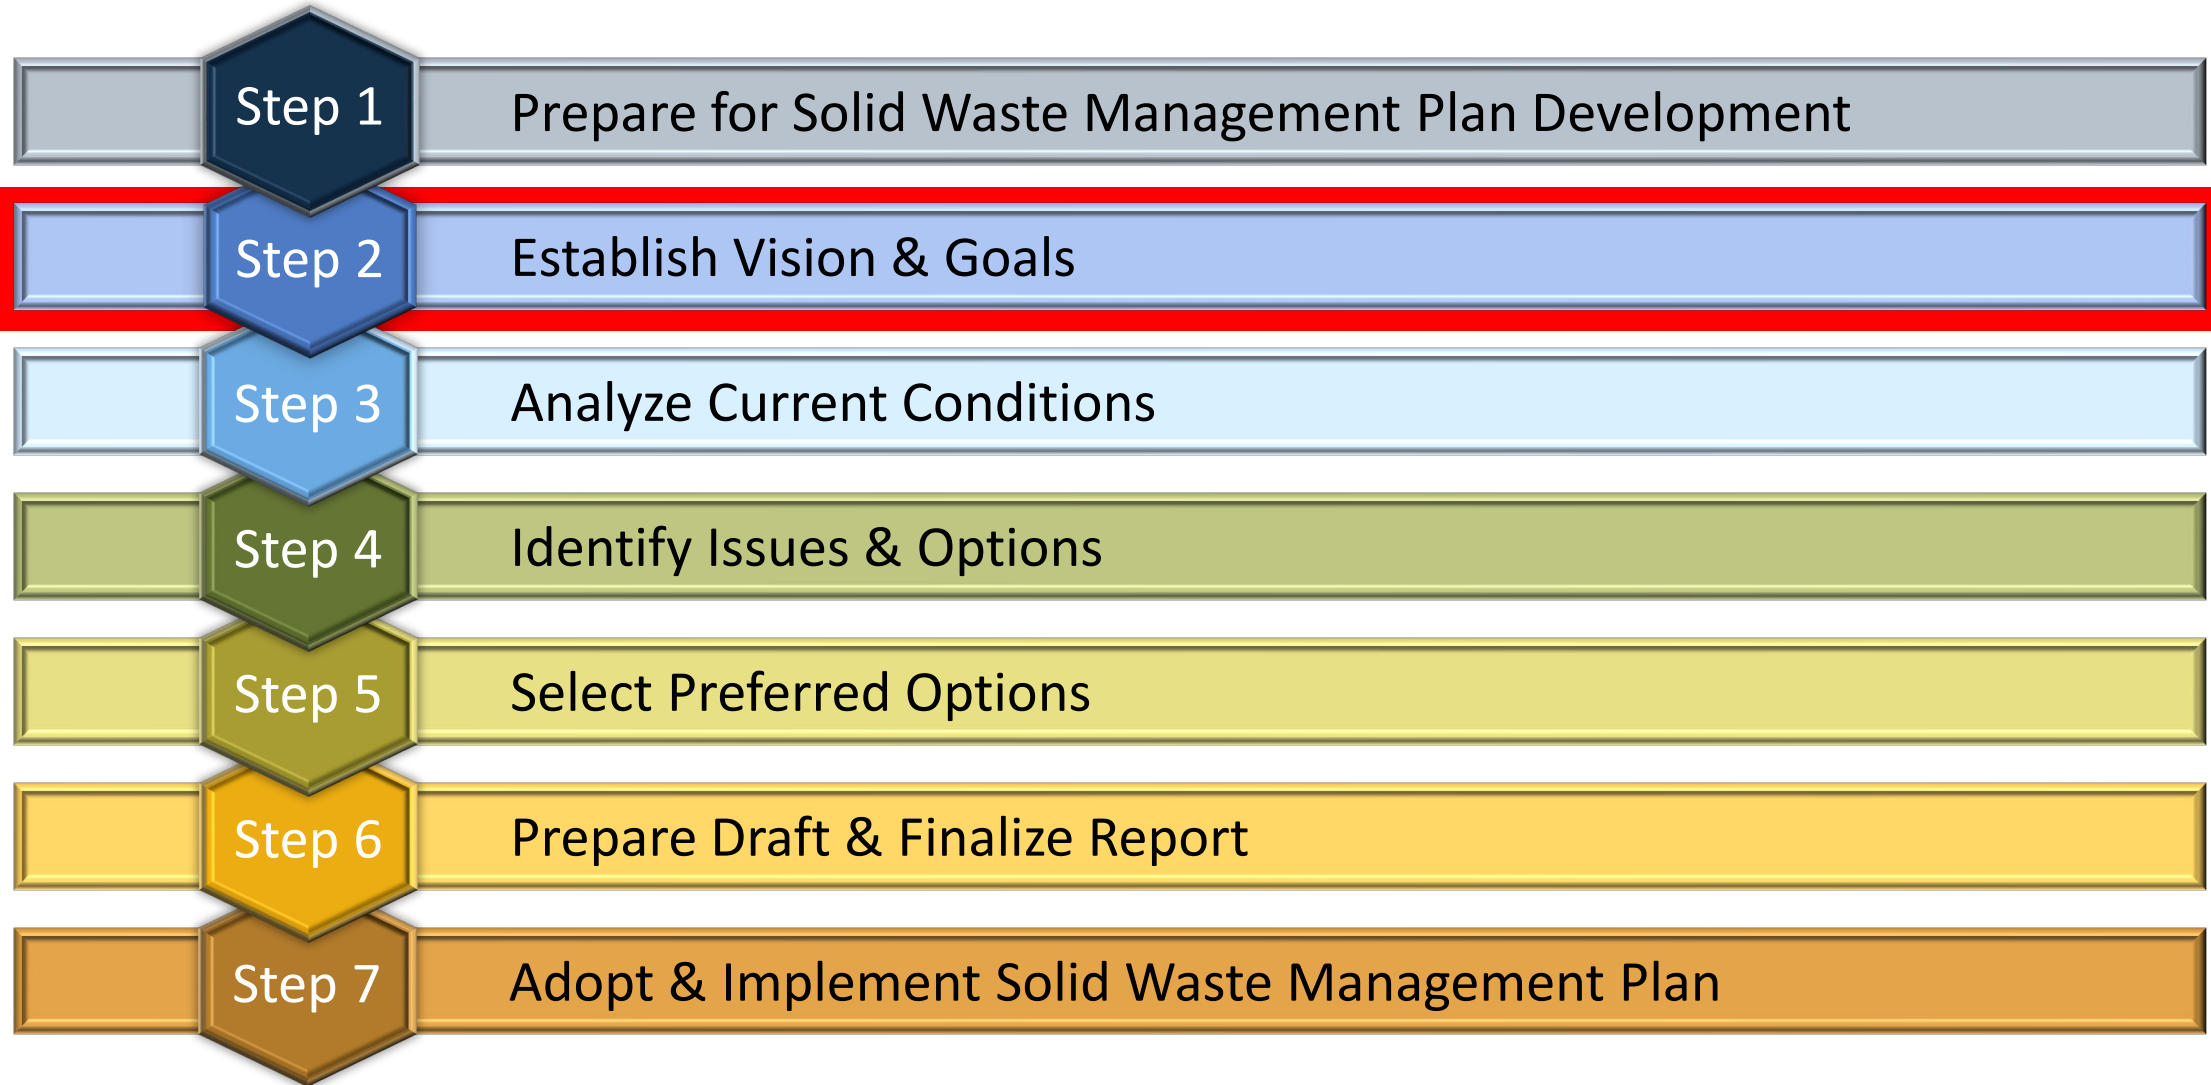 Step 1 Prepare for Solid Waste Management Plan Development
Step 2 Establish Vision & Goals
Step 3 Analyze Current Conditions
Step 4 Identify Issues & Options
Step 5 Select Preferred Options
Step 6 Prepare Draft & Finalize Report
Step 7 Adopt & Implement Solid Waste Management Plan